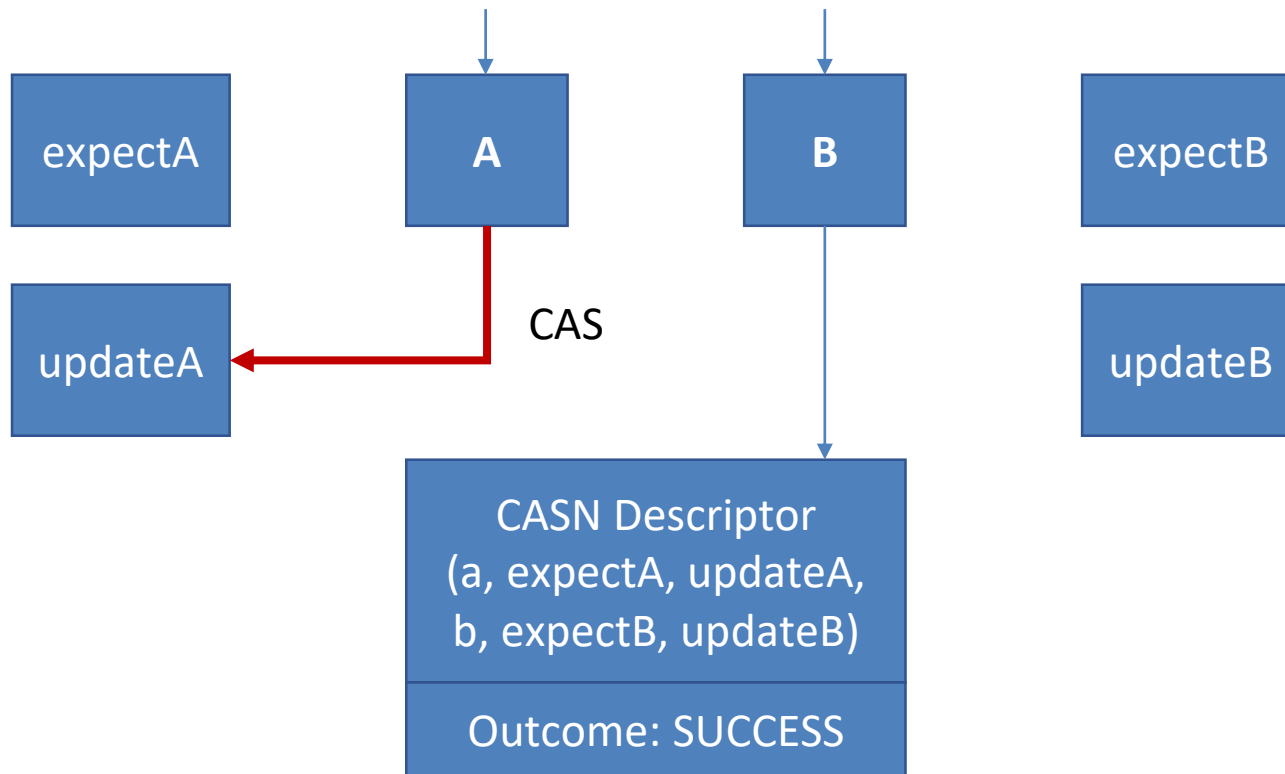 expectA
A
B
expectB
updateA
CAS
updateB
CASN Descriptor
(a, expectA, updateA,
b, expectB, updateB)
Outcome: SUCCESS